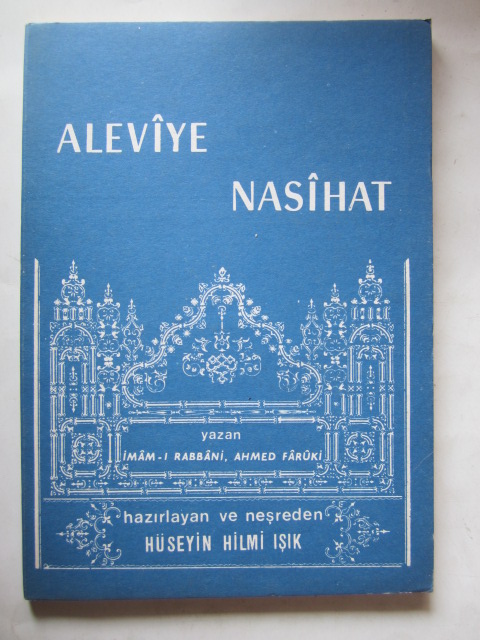 ALEVÎYE
NASÎHAT
yazan
İMÂM-I RABBÂNİ, AHMED FÂRÛKİ
hazırlayan ve neşreden
HÜSEYİN HİLMİ IŞIK